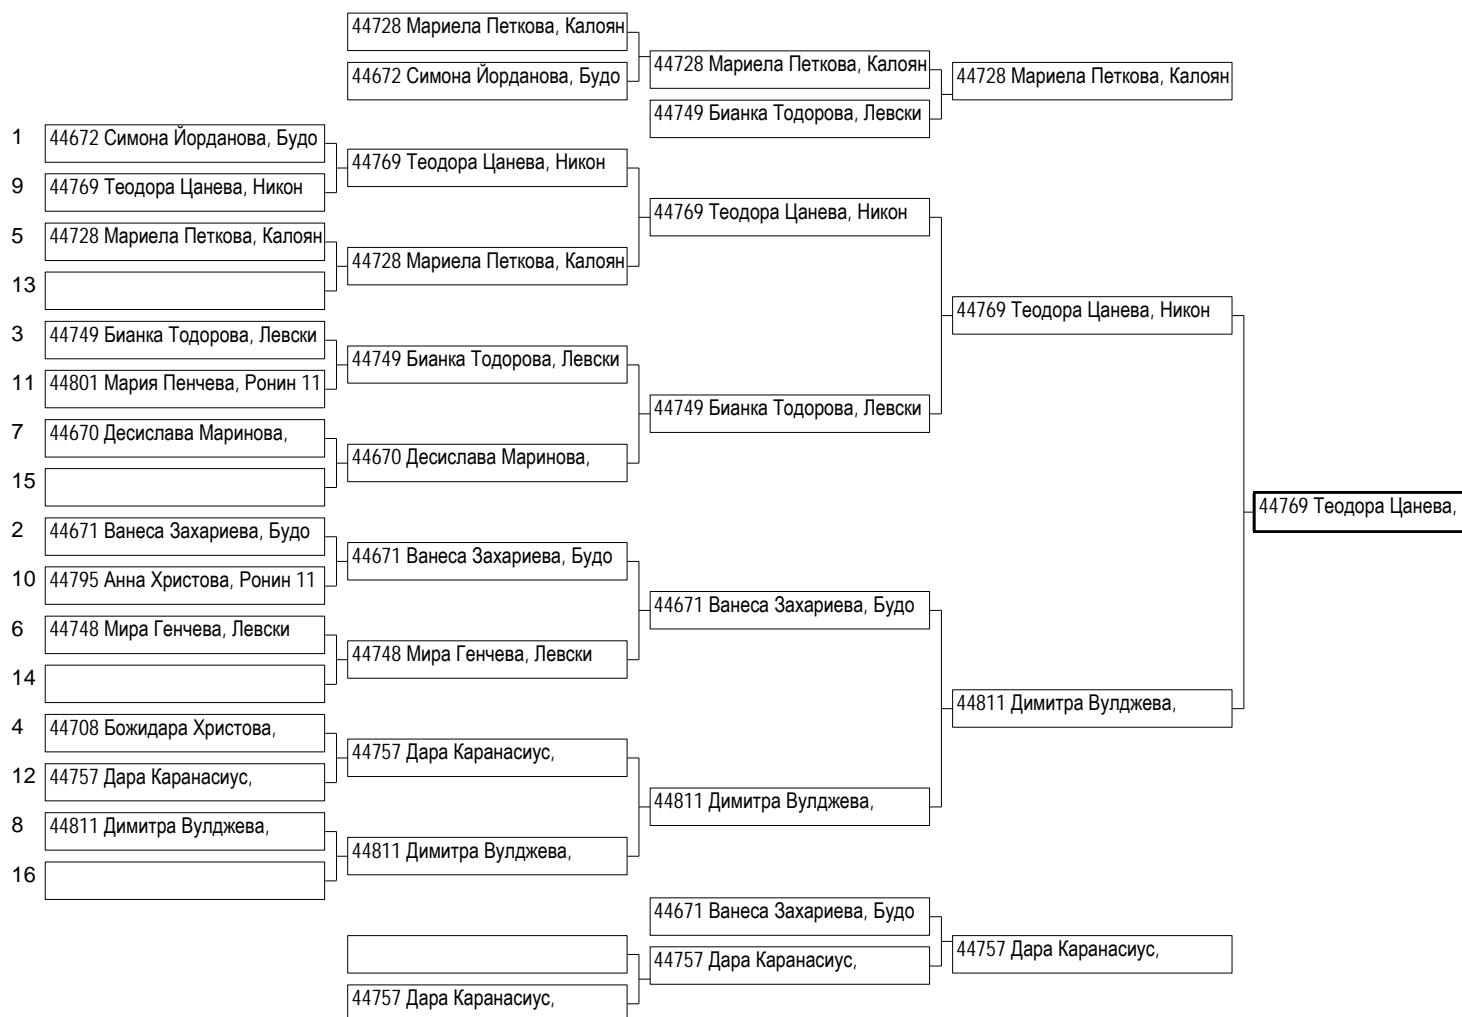 44728 Мариела Петкова, Калоян
44672 Симона Йорданова, Будо
44728 Мариела Петкова, Калоян
44749 Бианка Тодорова, Левски
44728 Мариела Петкова, Калоян
1 44672 Симона Йорданова, Будо
9 44769 Теодора Цанева, Никон
5 44728 Мариела Петкова, Калоян
13
3 44749 Бианка Тодорова, Левски
11 44801 Мария Пенчева, Ронин 11
7 44670 Десислава Маринова,
15
2 44671 Ванеса Захариева, Будо
10 44795 Анна Христова, Ронин 11
6 44748 Мира Генчева, Левски
14
4 44708 Божидара Христова,
12 44757 Дара Каранасиус,
8 44811 Димитра Вулджева,
16
44769 Теодора Цанева, Никон
44728 Мариела Петкова, Калоян
44749 Бианка Тодорова, Левски
44670 Десислава Маринова,
44671 Ванеса Захариева, Будо
44748 Мира Генчева, Левски
44757 Дара Каранасиус,
44811 Димитра Вулджева,
44769 Теодора Цанева, Никон
44749 Бианка Тодорова, Левски
44671 Ванеса Захариева, Будо
44811 Димитра Вулджева,
44769 Теодора Цанева, Никон
44811 Димитра Вулджева,
44769 Теодора Цанева,
44757 Дара Каранасиус,
44671 Ванеса Захариева, Будо
44757 Дара Каранасиус,
44757 Дара Каранасиус,